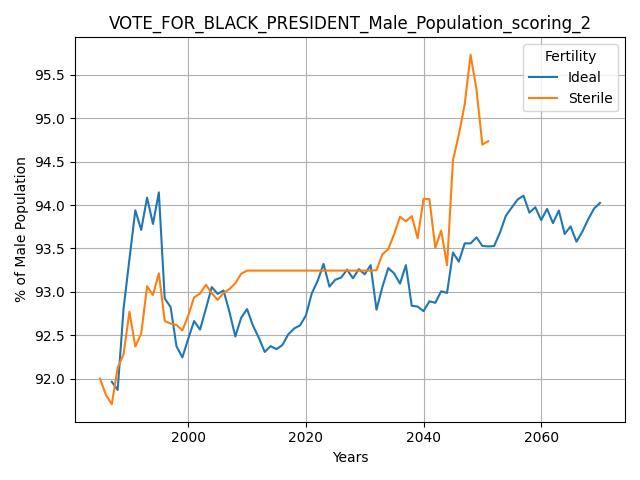 VOTE_FOR_BLACK_PRESIDENT_Male_Population_scoring_2
Fertility
Ideal
Sterile
% of Male Population
95.5
95.0
94.5
94.0
93.5
93.0
92.5
92.0
2000 2020 2040 2060
Years